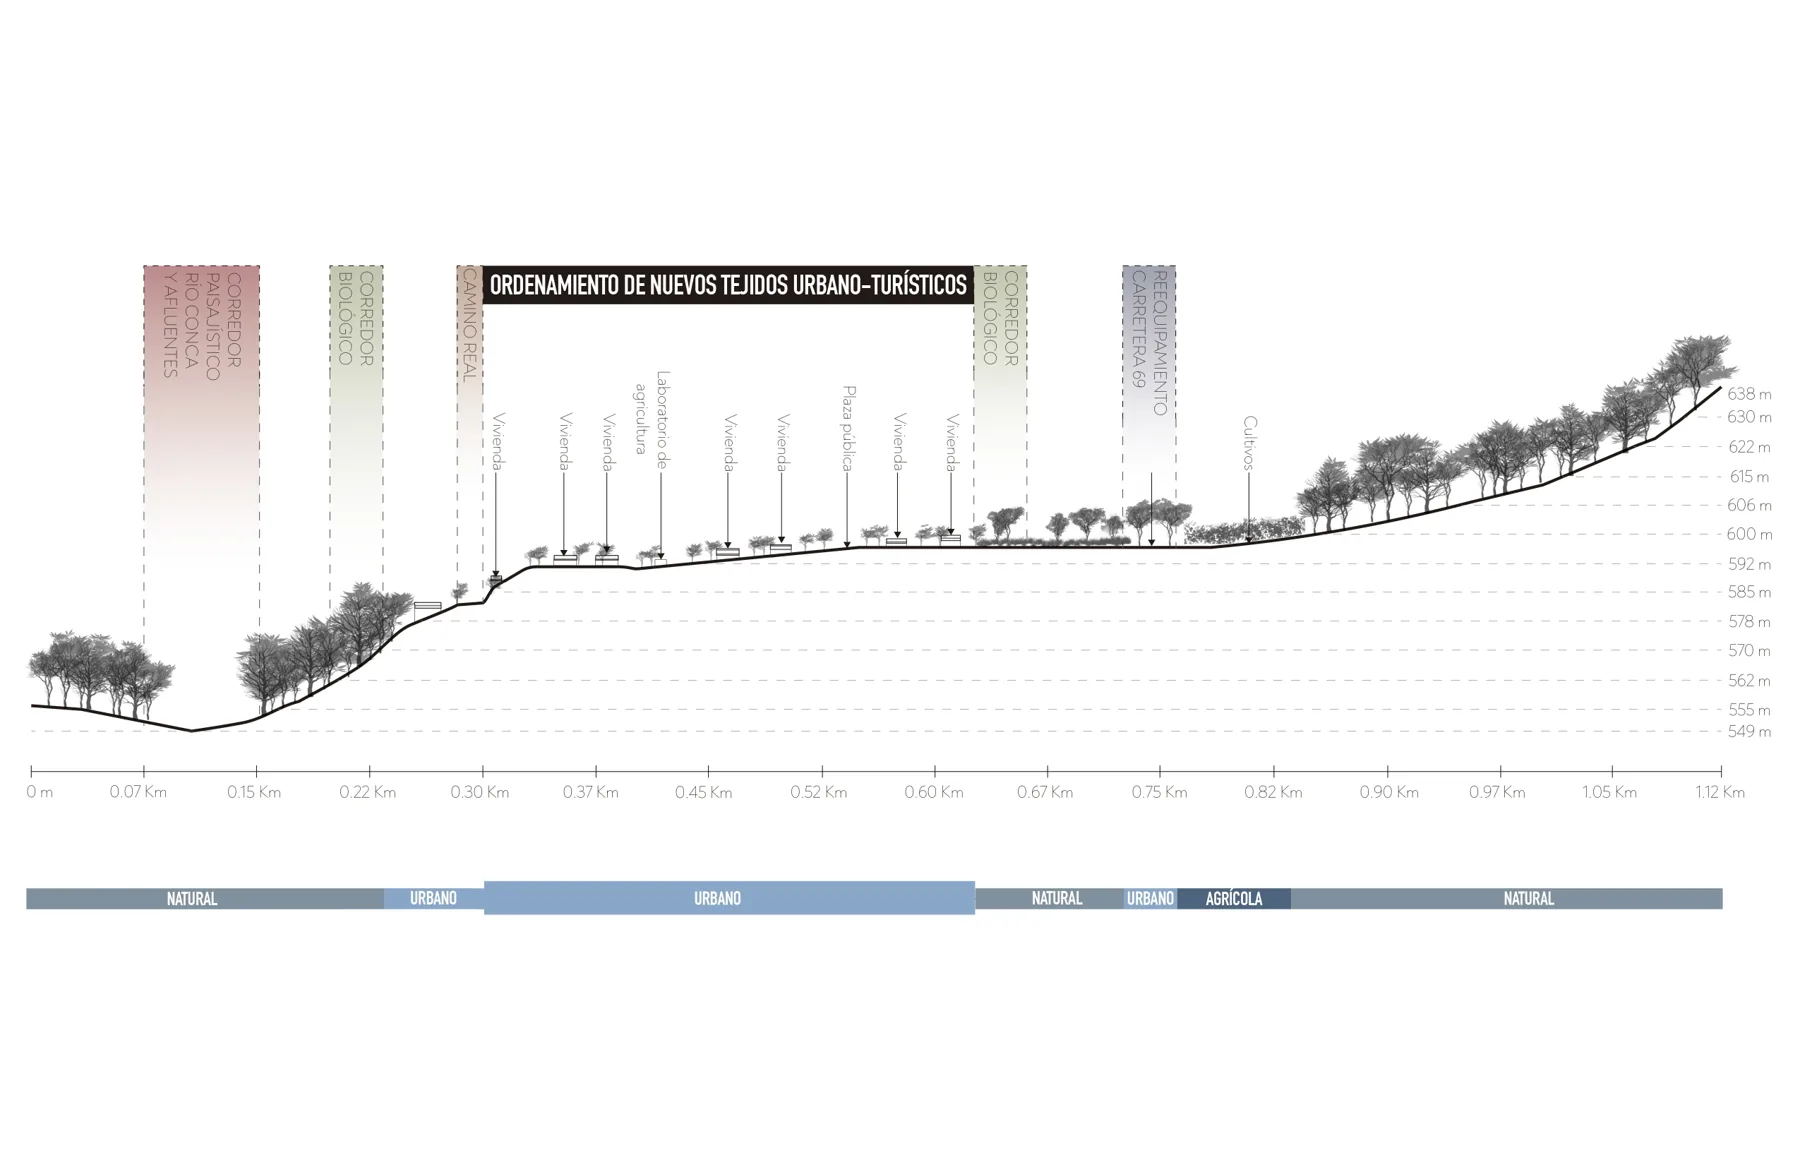 CORREDOR
PAISAJÍSTICO
RÍO CONCA
Y AFLUENTES
CORREDOR
BIOLÓGICO
CAMINO REAL
ORDENAMIENTO DE NUEVOS TEJIDOS URBANO-TURÍSTICOS
CORREDOR
BIOLÓGICO
REEQUIPAMIENTO
CARRETERA 69
Vivienda
Vivienda
Vivienda
Laboratorio de
agricultura
Vivienda
Vivienda
Plaza pública
Vivienda
Vivienda
Cultivos
638 m
630 m
622 m
615 m
606 m
600 m
592 m
585 m
578 m
570 m
562 m
555 m
549 m
0 m
0.07 Km
0.15 Km
0.22 Km
0.30 Km
0.37 Km
0.45 Km
0.52 Km
0.60 Km
0.67 Km
0.75 Km
0.82 Km
0.90 Km
0.97 Km
1.05 Km
1.12 Km
NATURAL
URBANO
URBANO
NATURAL
URBANO
AGRÍCOLA
NATURAL